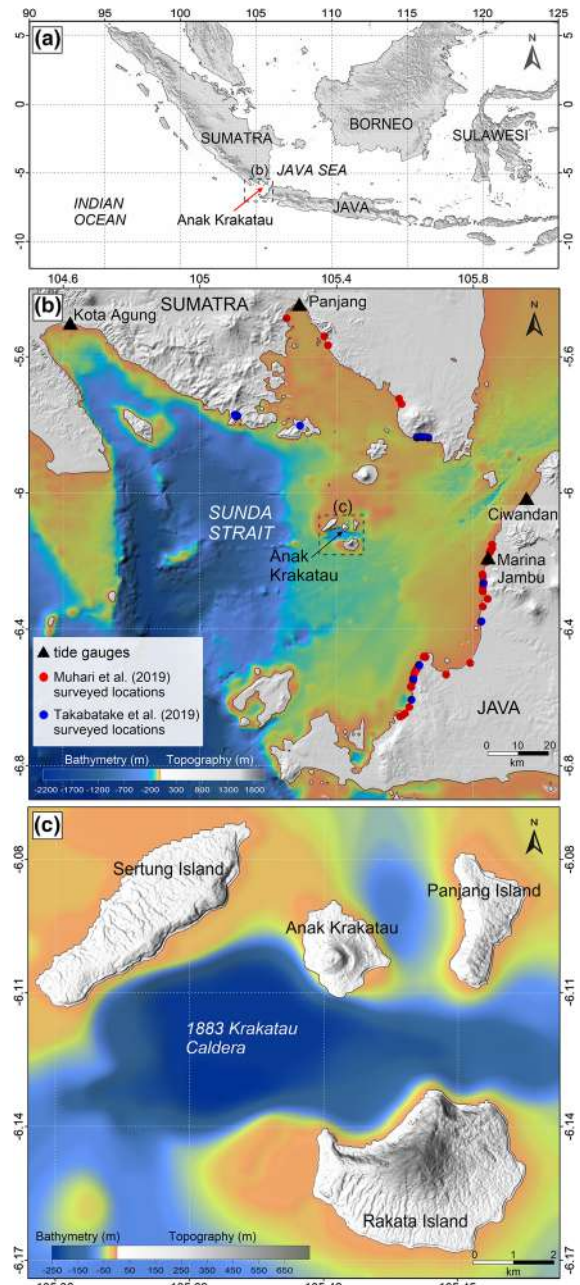 90 95 100 105 110 115 120 125
(a)
N
5
0
-5
-10
SUMATRA
BORNEO
SULAWESI
(b) JAVA SEA
INDIAN
OCEAN
JAVA
Anak Krakatau
104.6 105 105.4 105.8
(b)
SUMATRA
Panjang
Kota Agung
N
-5.6
-6
-6.4
-6.8
(c)
SUNDA
STRAIT
Ciwandan
Anak
Krakatau
Marina
Jambu
tide gauges
Muhari et al. (2019)
surveyed locations
Takabatake et al. (2019)
surveyed locations
JAVA
Bathymetry (m) Topography (m)
-2200 -1700 -1200 -700 -200 300 800 1300 1800
0 10 20
km
(c)
N
-6.08
-6.11
-6.14
-6.17
Sertung Island
Panjang Island
Anak Krakatau
1883 Krakatau
Caldera
Rakata Island
Bathymetry (m) Topography (m)
-250 -150 -50 50 150 250 350 450 550 650
0 1 2
km